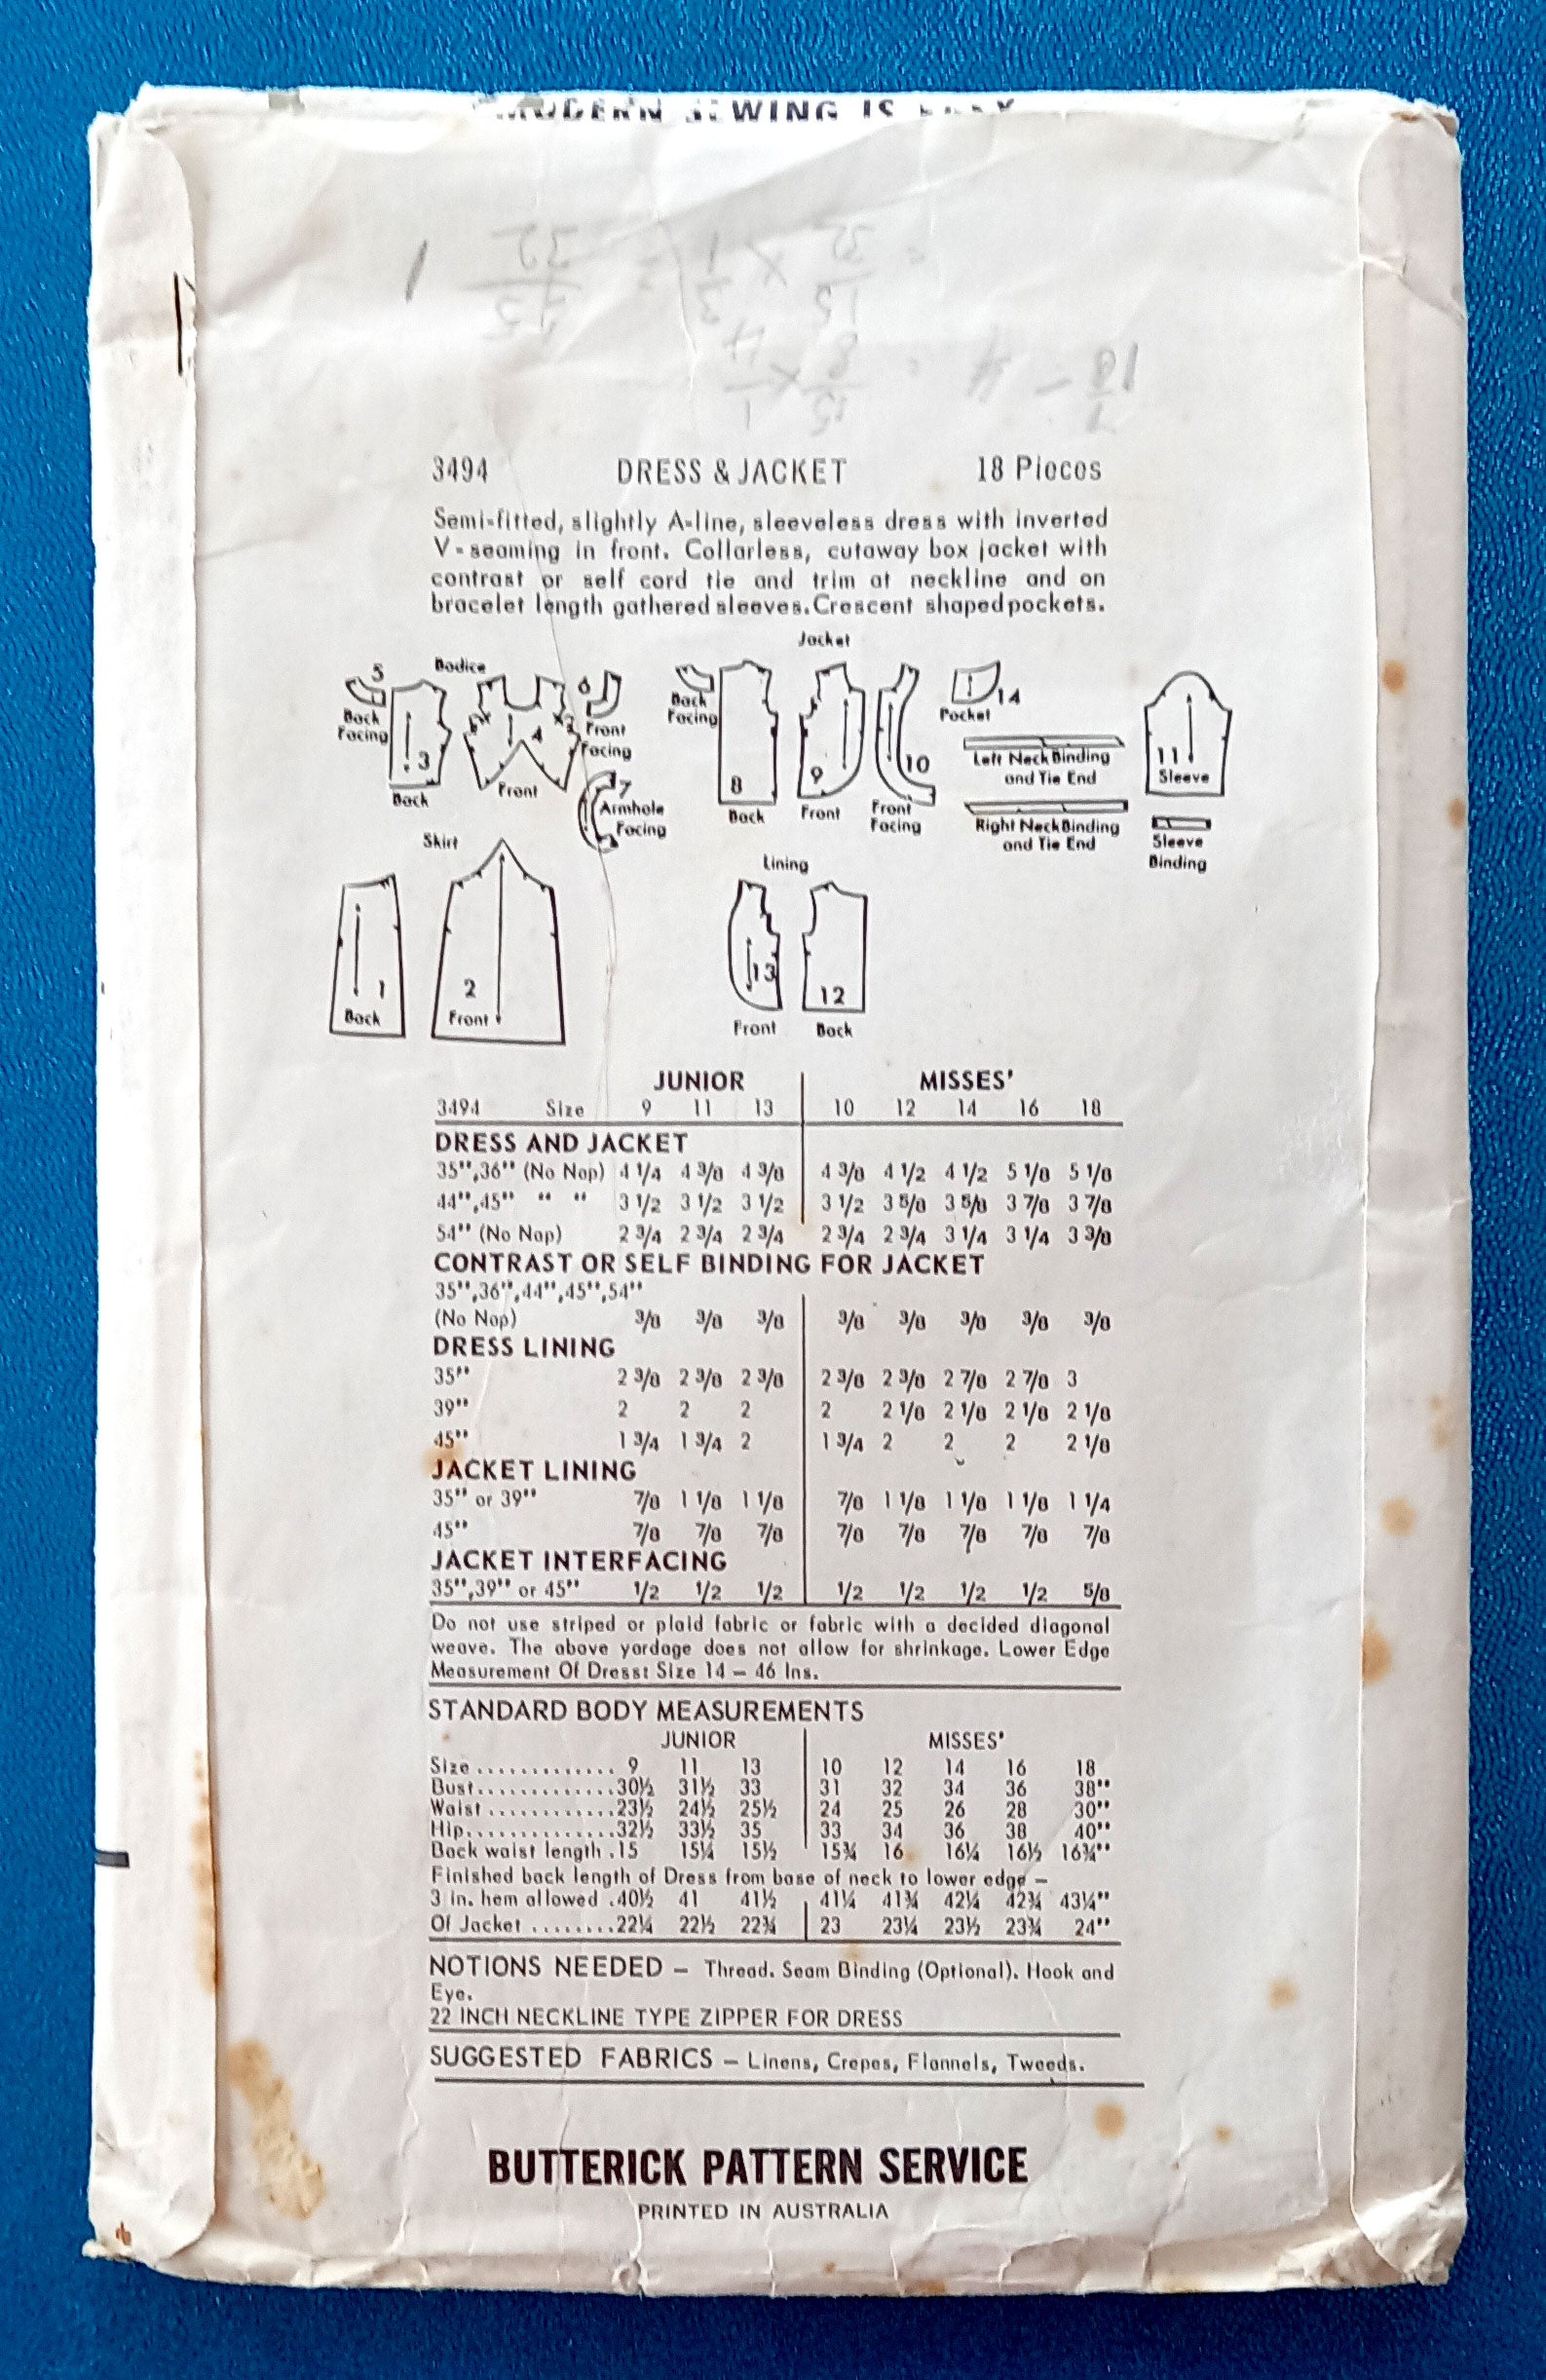 MODERN SEWING IS EASY
3494 DRESS & JACKET 18 Pieces
Semi-fitted, slightly A-line, sleeveless dress with inverted
V-seaming in front. Collarless, cutaway box jacket with
contrast or self cord tie and trim at neckline and on
bracelet length gathered sleeves. Crescent shaped pockets.
Jacket
5 Bodice 6
Back Facing 3 Back
4 Front
Front Facing
7 Armhole Facing
Back Facing 8 Back
9 Front
10 Front Facing
14 Pocket
Left Neck Binding and Tie End
Right Neck Binding and Tie End
11 Sleeve
Sleeve Binding
Skirt
1 Back
2 Front
Lining
13 Front
12 Back
JUNIOR MISSES'
3494 Size 9 11 13 10 12 14 16 18
DRESS AND JACKET
35",36" (No Nap) 4 1/4 4 3/8 4 3/8 4 3/8 4 1/2 4 1/2 5 1/8 5 1/8
44",45" " " 3 1/2 3 1/2 3 1/2 3 1/2 3 5/8 3 5/8 3 7/8 3 7/8
54" (No Nap) 2 3/4 2 3/4 2 3/4 2 3/4 2 3/4 3 1/4 3 1/4 3 3/8
CONTRAST OR SELF BINDING FOR JACKET
35",36",44",45",54"
(No Nap) 3/8 3/8 3/8 3/8 3/8 3/8 3/8 3/8
DRESS LINING
35" 2 3/8 2 3/8 2 3/8 2 3/8 2 3/8 2 7/8 2 7/8 3
39" 2 2 2 2 2 1/8 2 1/8 2 1/8 2 1/8
45" 1 3/4 1 3/4 2 1 3/4 2 2 2 2 1/8
JACKET LINING
35" or 39" 7/8 1 1/8 1 1/8 7/8 1 1/8 1 1/8 1 1/8 1 1/4
45" 7/8 7/8 7/8 7/8 7/8 7/8 7/8 7/8
JACKET INTERFACING
35",39" or 45" 1/2 1/2 1/2 1/2 1/2 1/2 1/2 5/8
Do not use striped or plaid fabric or fabric with a decided diagonal
weave. The above yardage does not allow for shrinkage. Lower Edge
Measurement Of Dress: Size 14 – 46 Ins.
STANDARD BODY MEASUREMENTS
JUNIOR MISSES'
Size ............. 9 11 13 10 12 14 16 18
Bust.............30½ 31½ 33 31 32 34 36 38"
Waist ............23½ 24½ 25½ 24 25 26 28 30"
Hip..............32½ 33½ 35 33 34 36 38 40"
Back waist length .15 15¼ 15½ 15¾ 16 16¼ 16½ 16¾"
Finished back length of Dress from base of neck to lower edge –
3 in. hem allowed .40½ 41 41½ 41¼ 41¾ 42¼ 42¾ 43¼"
Of Jacket ........22¼ 22½ 22¾ 23 23¼ 23½ 23¾ 24"
NOTIONS NEEDED – Thread. Seam Binding (Optional). Hook and
Eye.
22 INCH NECKLINE TYPE ZIPPER FOR DRESS
SUGGESTED FABRICS – Linens, Crepes, Flannels, Tweeds.
BUTTERICK PATTERN SERVICE
PRINTED IN AUSTRALIA